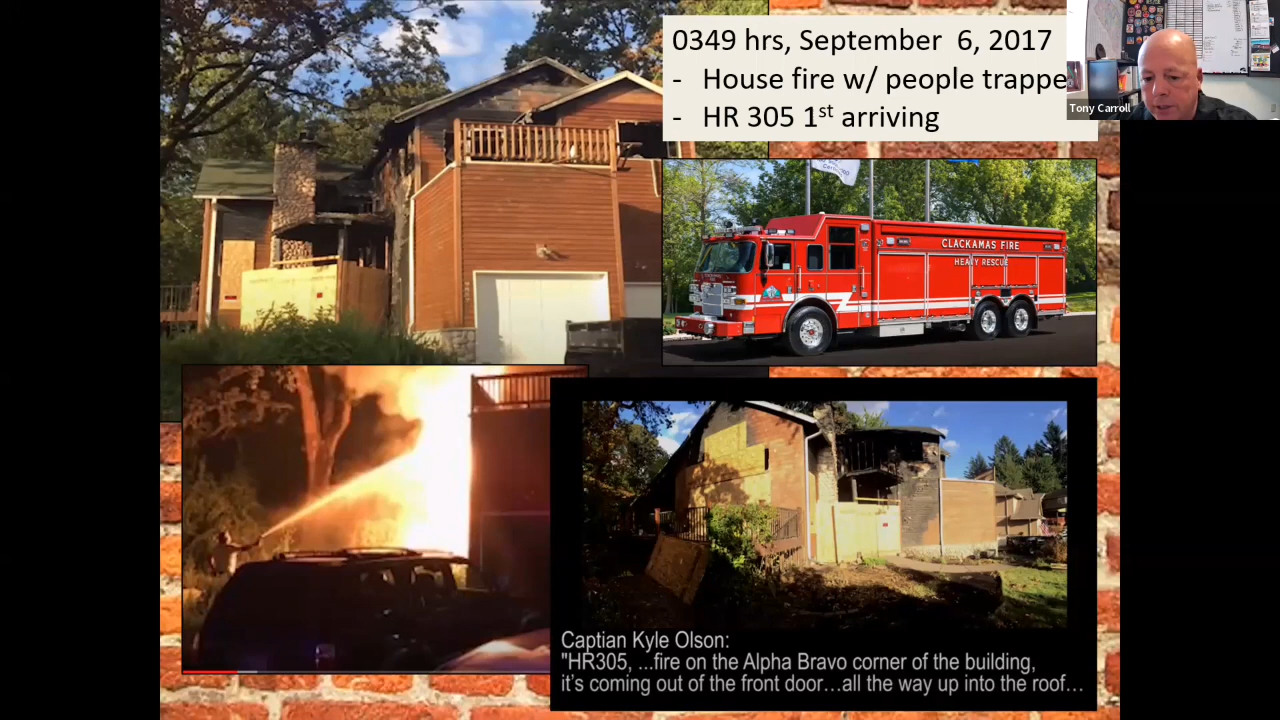 0349 hrs, September 6, 2017
- House fire w/ people trappe
- HR 305 1st arriving
Tony Carroll
CLACKAMAS FIRE
HEAVY RESCUE
Captian Kyle Olson:
"HR305, ...fire on the Alpha Bravo corner of the building,
it's coming out of the front door...all the way up into the roof...